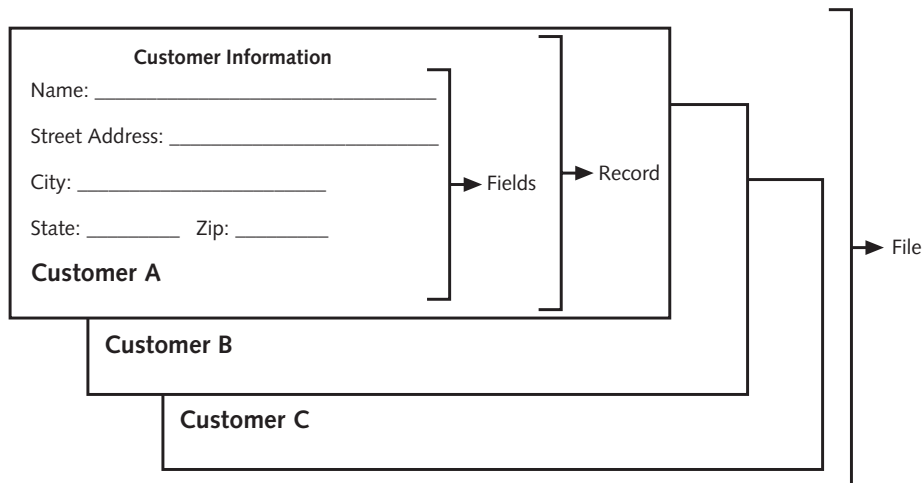 Customer Information
Name: ______________________________
Street Address: ________________________
City: ______________________
State: ________ Zip: ________
Customer A
Fields
Record
File
Customer B
Customer C